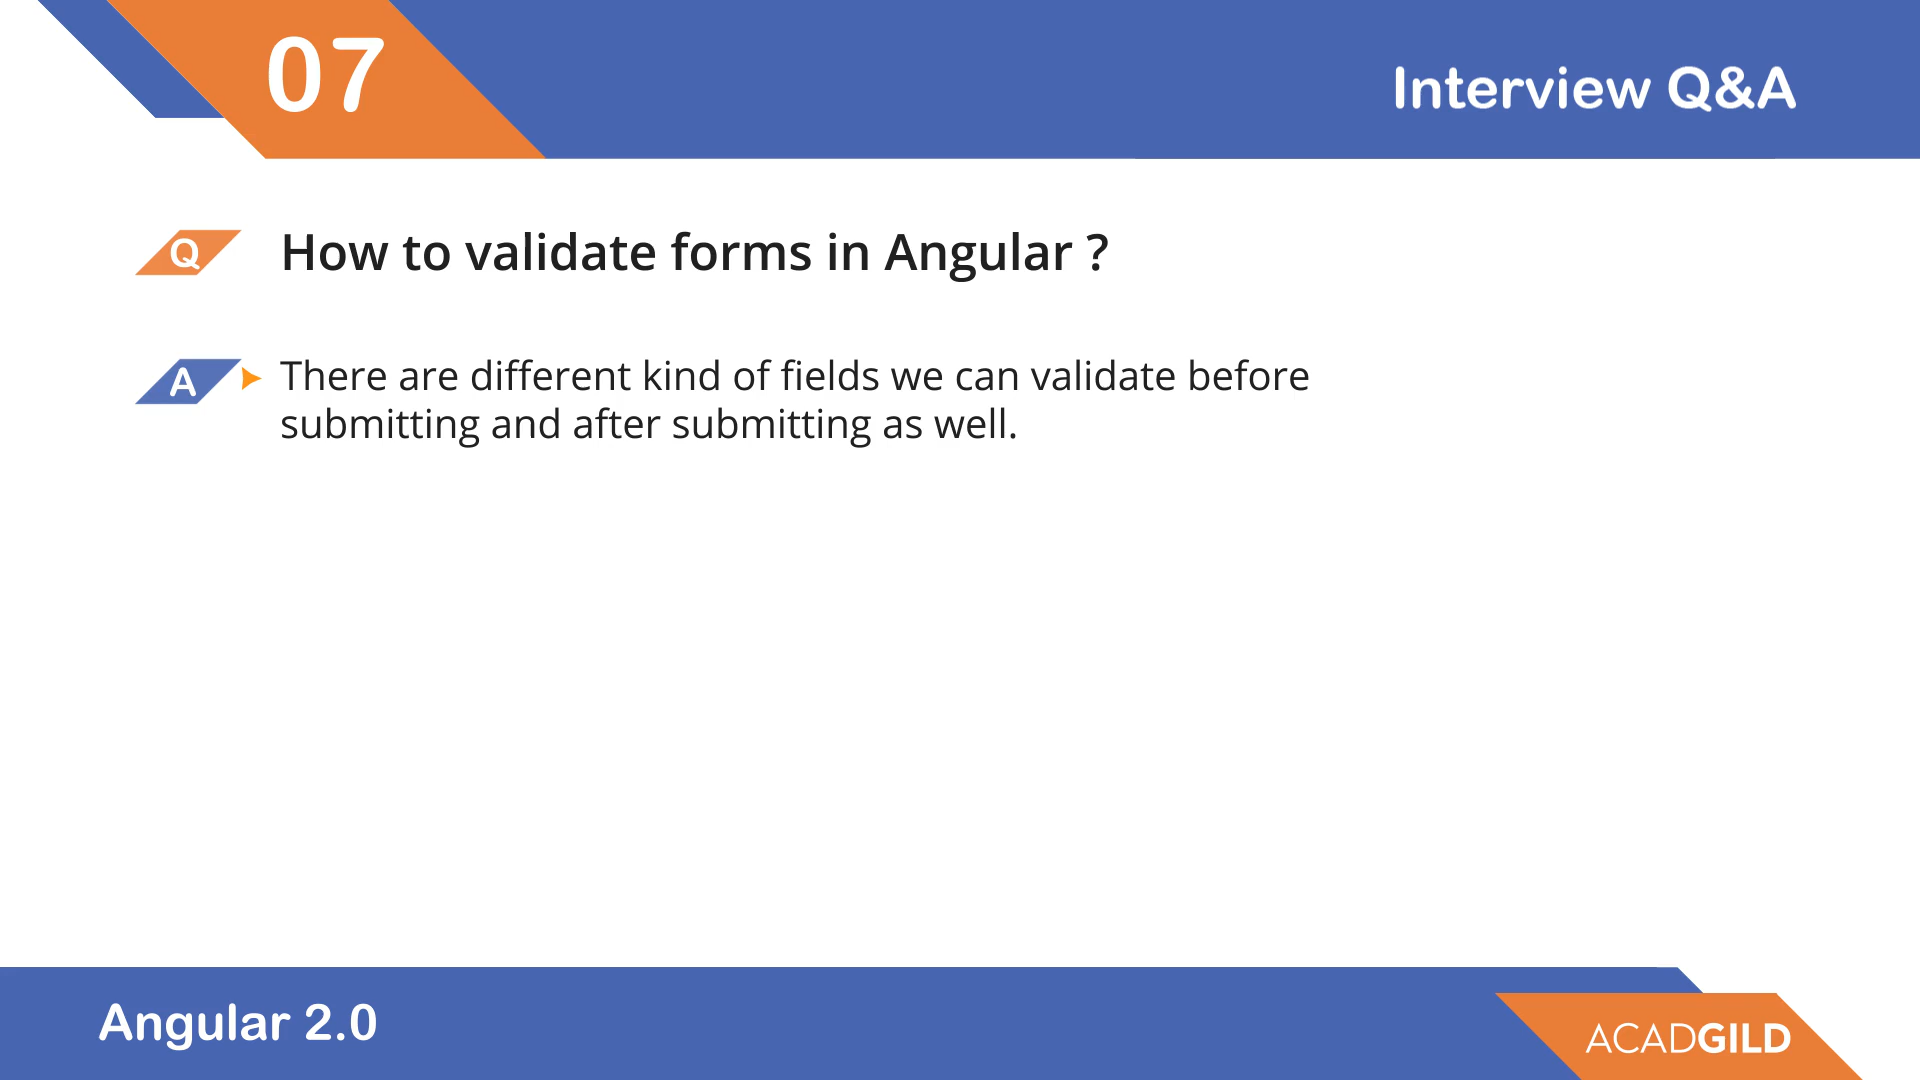 07
Interview Q&A
Q
How to validate forms in Angular ?
A
There are different kind of fields we can validate before
submitting and after submitting as well.
Angular 2.0
ACADGILD